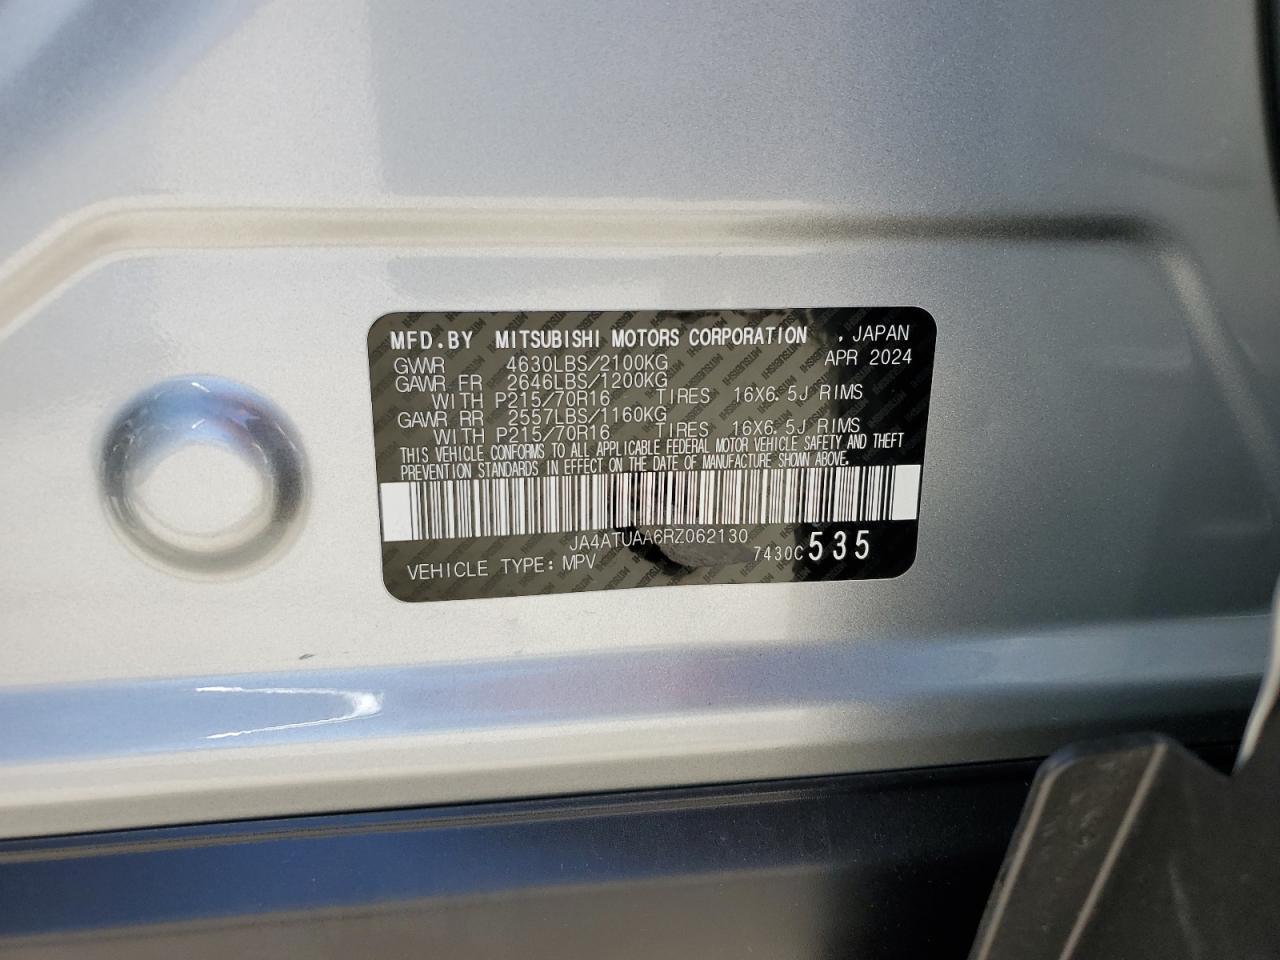 MFD.BY MITSUBISHI MOTORS CORPORATION , JAPAN
GVWR 4630LBS/2100KG APR 2024
GAWR FR 2646LBS/1200KG
WITH P215/70R16 TIRES 16X6.5J RIMS
GAWR RR 2557LBS/1160KG
WITH P215/70R16 TIRES 16X6.5J RIMS
THIS VEHICLE CONFORMS TO ALL APPLICABLE FEDERAL MOTOR VEHICLE SAFETY AND THEFT
PREVENTION STANDARDS IN EFFECT ON THE DATE OF MANUFACTURE SHOWN ABOVE.
JA4ATUAA6RZ062130
VEHICLE TYPE: MPV 7430C 535